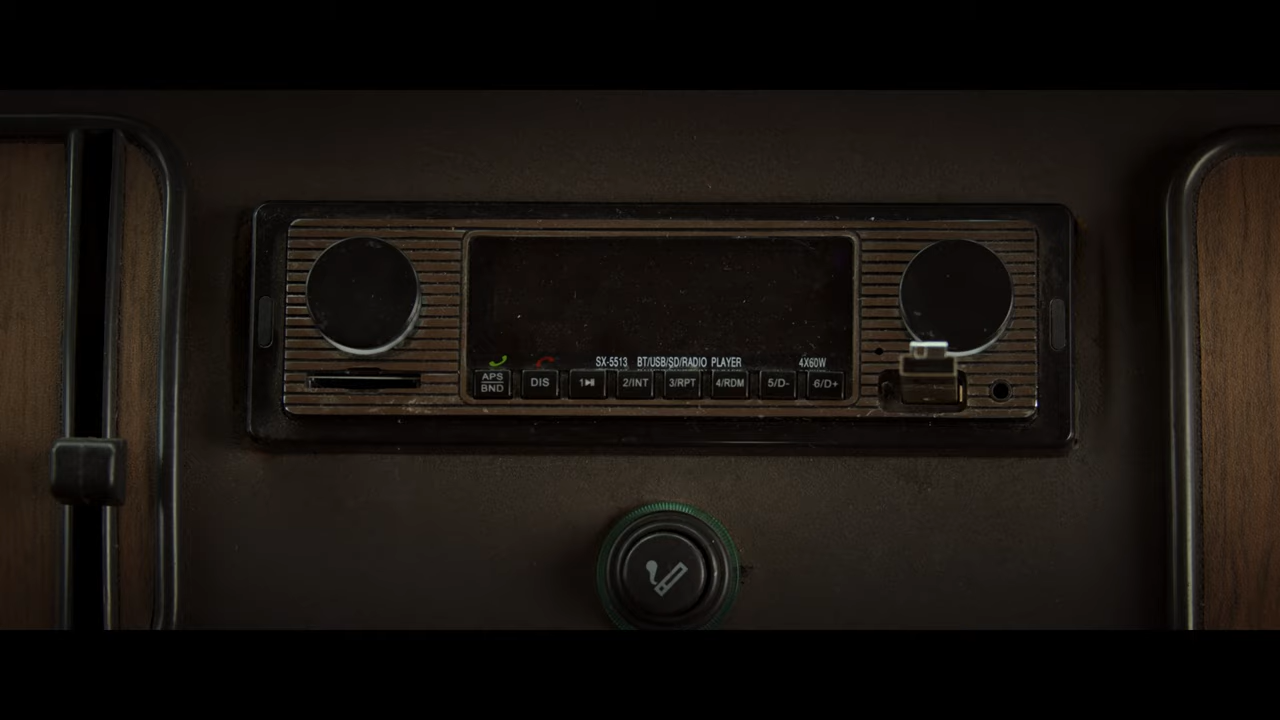 SX-5513 BT/USB/SD/RADIO PLAYER 4X60W
APS BND DIS 1⏯ 2/INT 3/RPT 4/RDM 5/D- 6/D+